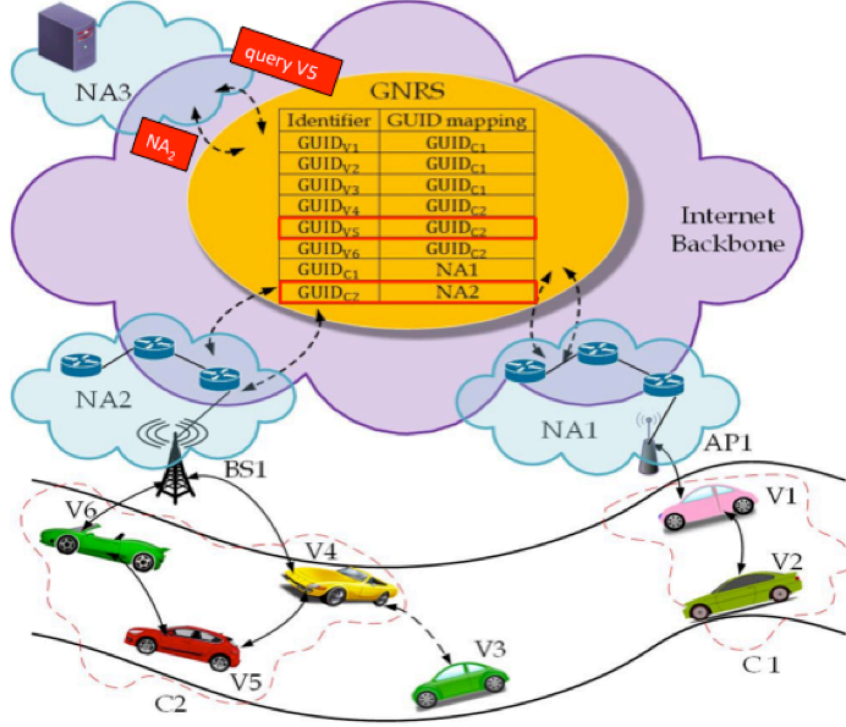 query V5
NA3
NA₂
GNRS
Identifier GUID mapping
GUIDV1 GUIDC1
GUIDV2 GUIDC1
GUIDV3 GUIDC1
GUIDV4 GUIDC2
GUIDV5 GUIDC2
GUIDV6 GUIDC2
GUIDC1 NA1
GUIDC2 NA2
Internet
Backbone
NA2
NA1
AP1
BS1
V6
V4
V1
V2
V3
V5
C2
C 1